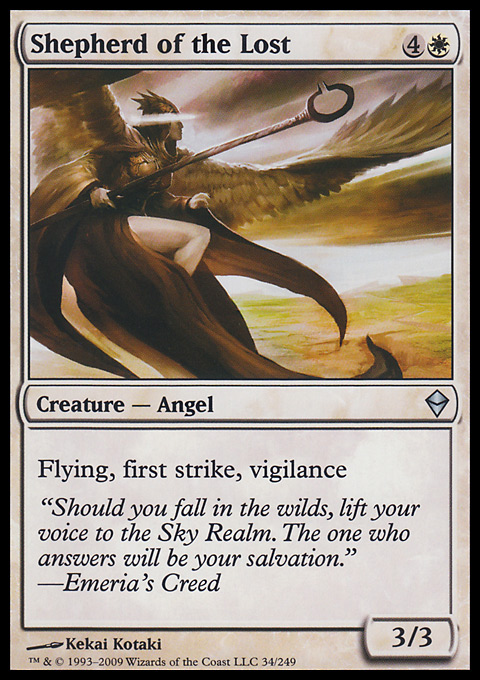 Shepherd of the Lost 4
Creature — Angel
Flying, first strike, vigilance
“Should you fall in the wilds, lift your
voice to the Sky Realm. The one who
answers will be your salvation.”
—Emeria’s Creed
Kekai Kotaki
3/3
™ & © 1993–2009 Wizards of the Coast LLC 34/249